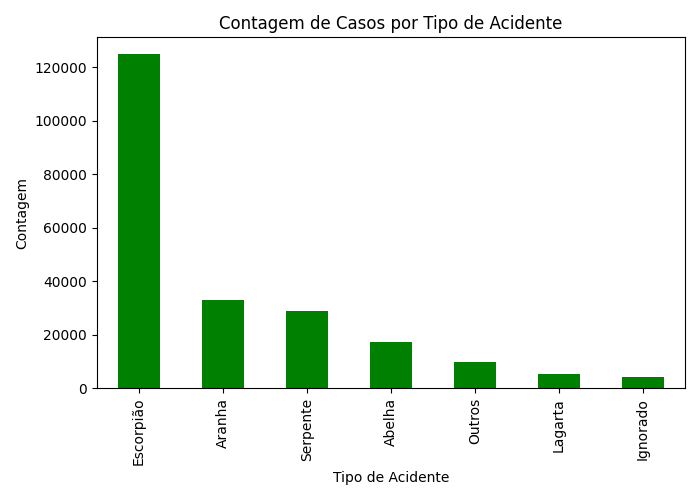 Contagem de Casos por Tipo de Acidente
Contagem
120000
100000
80000
60000
40000
20000
0
Escorpião
Aranha
Serpente
Abelha
Outros
Lagarta
Ignorado
Tipo de Acidente